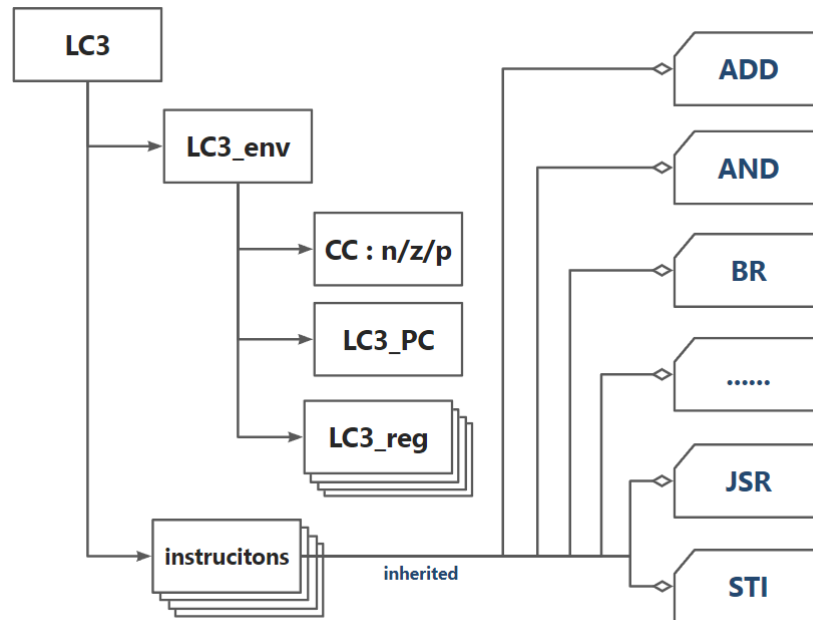 LC3
LC3_env
CC : n/z/p
LC3_PC
LC3_reg
instrucitons
inherited
ADD
AND
BR
......
JSR
STI